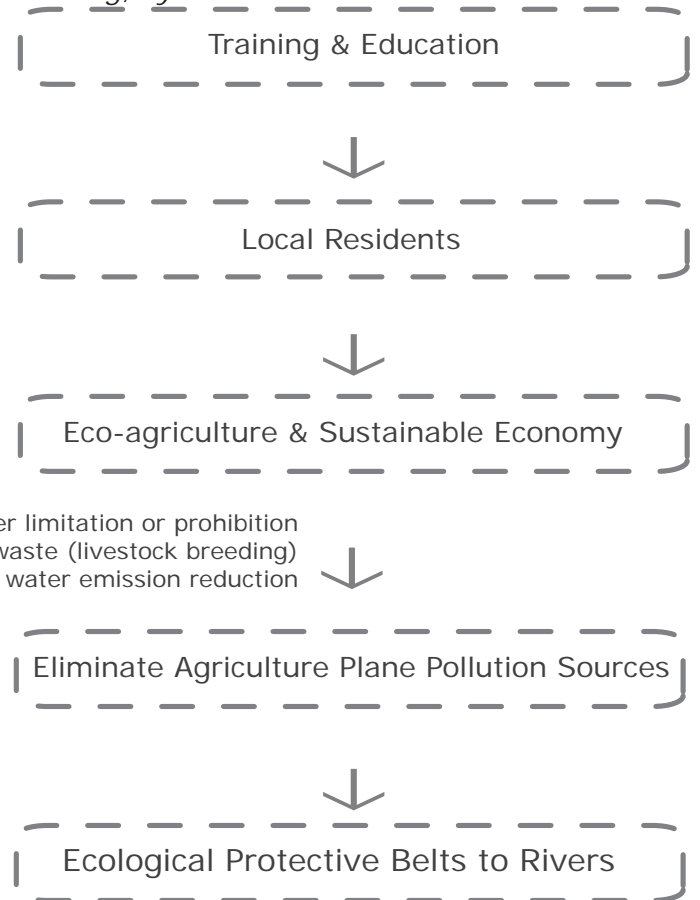 Training & Education
Local Residents
Eco-agriculture & Sustainable Economy
limitation or prohibition
(livestock breeding)
water emission reduction
Eliminate Agriculture Plane Pollution Sources
Ecological Protective Belts to Rivers